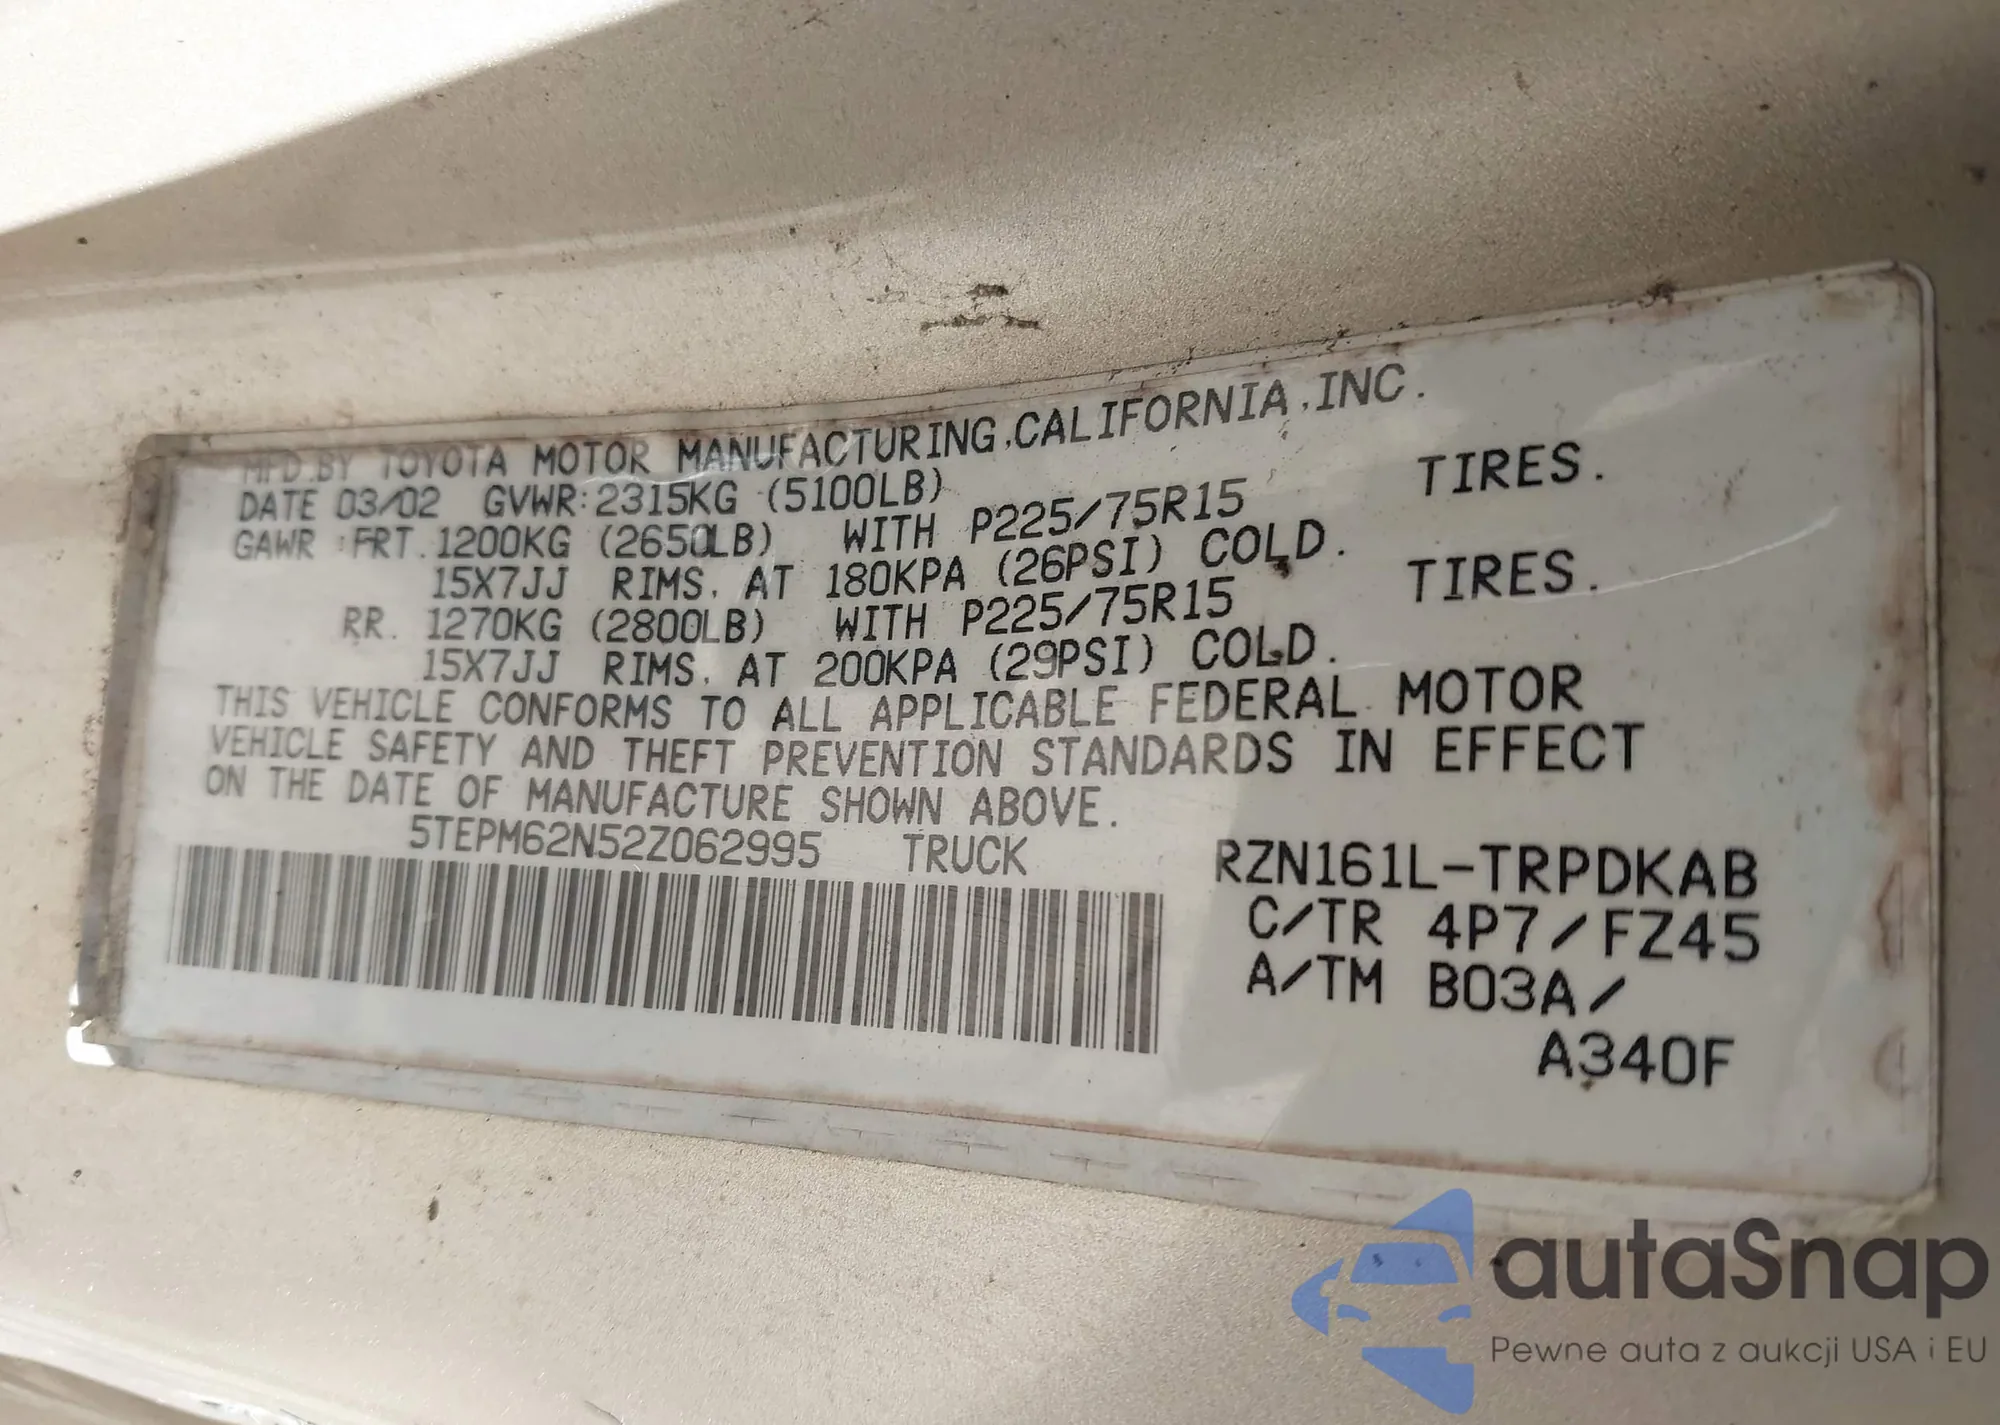 MFD.BY TOYOTA MOTOR MANUFACTURING,CALIFORNIA,INC.
DATE 03/02 GVWR:2315KG (5100LB)
GAWR :FRT. 1200KG (2650LB) WITH P225/75R15 TIRES.
15X7JJ RIMS, AT 180KPA (26PSI) COLD.
RR. 1270KG (2800LB) WITH P225/75R15 TIRES.
15X7JJ RIMS, AT 200KPA (29PSI) COLD.
THIS VEHICLE CONFORMS TO ALL APPLICABLE FEDERAL MOTOR
VEHICLE SAFETY AND THEFT PREVENTION STANDARDS IN EFFECT
ON THE DATE OF MANUFACTURE SHOWN ABOVE.
5TEPM62N52Z062995 TRUCK
RZN161L-TRPDKAB
C/TR 4P7/FZ45
A/TM B03A/
A340F
autaSnap
Pewne auta z aukcji USA i EU